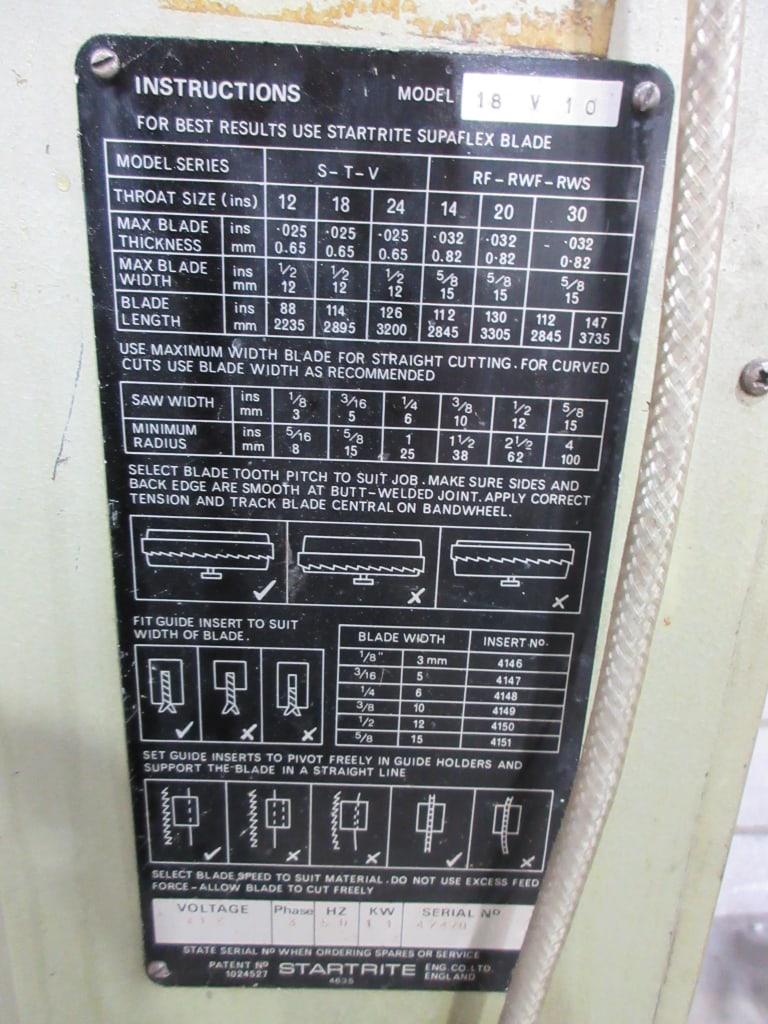 INSTRUCTIONS MODEL 18 V 10
FOR BEST RESULTS USE STARTRITE SUPAFLEX BLADE
MODEL SERIES S-T-V RF-RWF-RWS
THROAT SIZE (ins) 12 18 24 14 20 30
MAX BLADE THICKNESS ins ·025 ·025 ·025 ·032 ·032 - ·032
mm 0.65 0.65 0.65 0.82 0·82 0·82
MAX BLADE WIDTH ins 1/2 1/2 1/2 5/8 5/8 5/8
mm 12 12 12 15 15 15
BLADE LENGTH ins 88 114 126 112 130 112 147
mm 2235 2895 3200 2845 3305 2845 3735
USE MAXIMUM WIDTH BLADE FOR STRAIGHT CUTTING. FOR CURVED
CUTS USE BLADE WIDTH AS RECOMMENDED
SAW WIDTH ins 1/8 3/16 1/4 3/8 1/2 5/8
mm 3 5 6 10 12 15
MINIMUM RADIUS ins 5/16 5/8 1 1 1/2 2 1/2 4
mm 8 15 25 38 62 100
SELECT BLADE TOOTH PITCH TO SUIT JOB. MAKE SURE SIDES AND
BACK EDGE ARE SMOOTH AT BUTT-WELDED JOINT. APPLY CORRECT
TENSION AND TRACK BLADE CENTRAL ON BANDWHEEL.
FIT GUIDE INSERT TO SUIT
WIDTH OF BLADE.
BLADE WIDTH INSERT Nº.
1/8" 3mm 4146
3/16 5 4147
1/4 6 4148
3/8 10 4149
1/2 12 4150
5/8 15 4151
SET GUIDE INSERTS TO PIVOT FREELY IN GUIDE HOLDERS AND
SUPPORT THE BLADE IN A STRAIGHT LINE
SELECT BLADE SPEED TO SUIT MATERIAL. DO NOT USE EXCESS FEED
FORCE-ALLOW BLADE TO CUT FREELY
VOLTAGE Phase HZ KW SERIAL Nº
3 50 1 1
STATE SERIAL Nº WHEN ORDERING SPARES OR SERVICE
PATENT Nº 1024527 STARTRITE ENG. CO. LTD. ENGLAND
4635